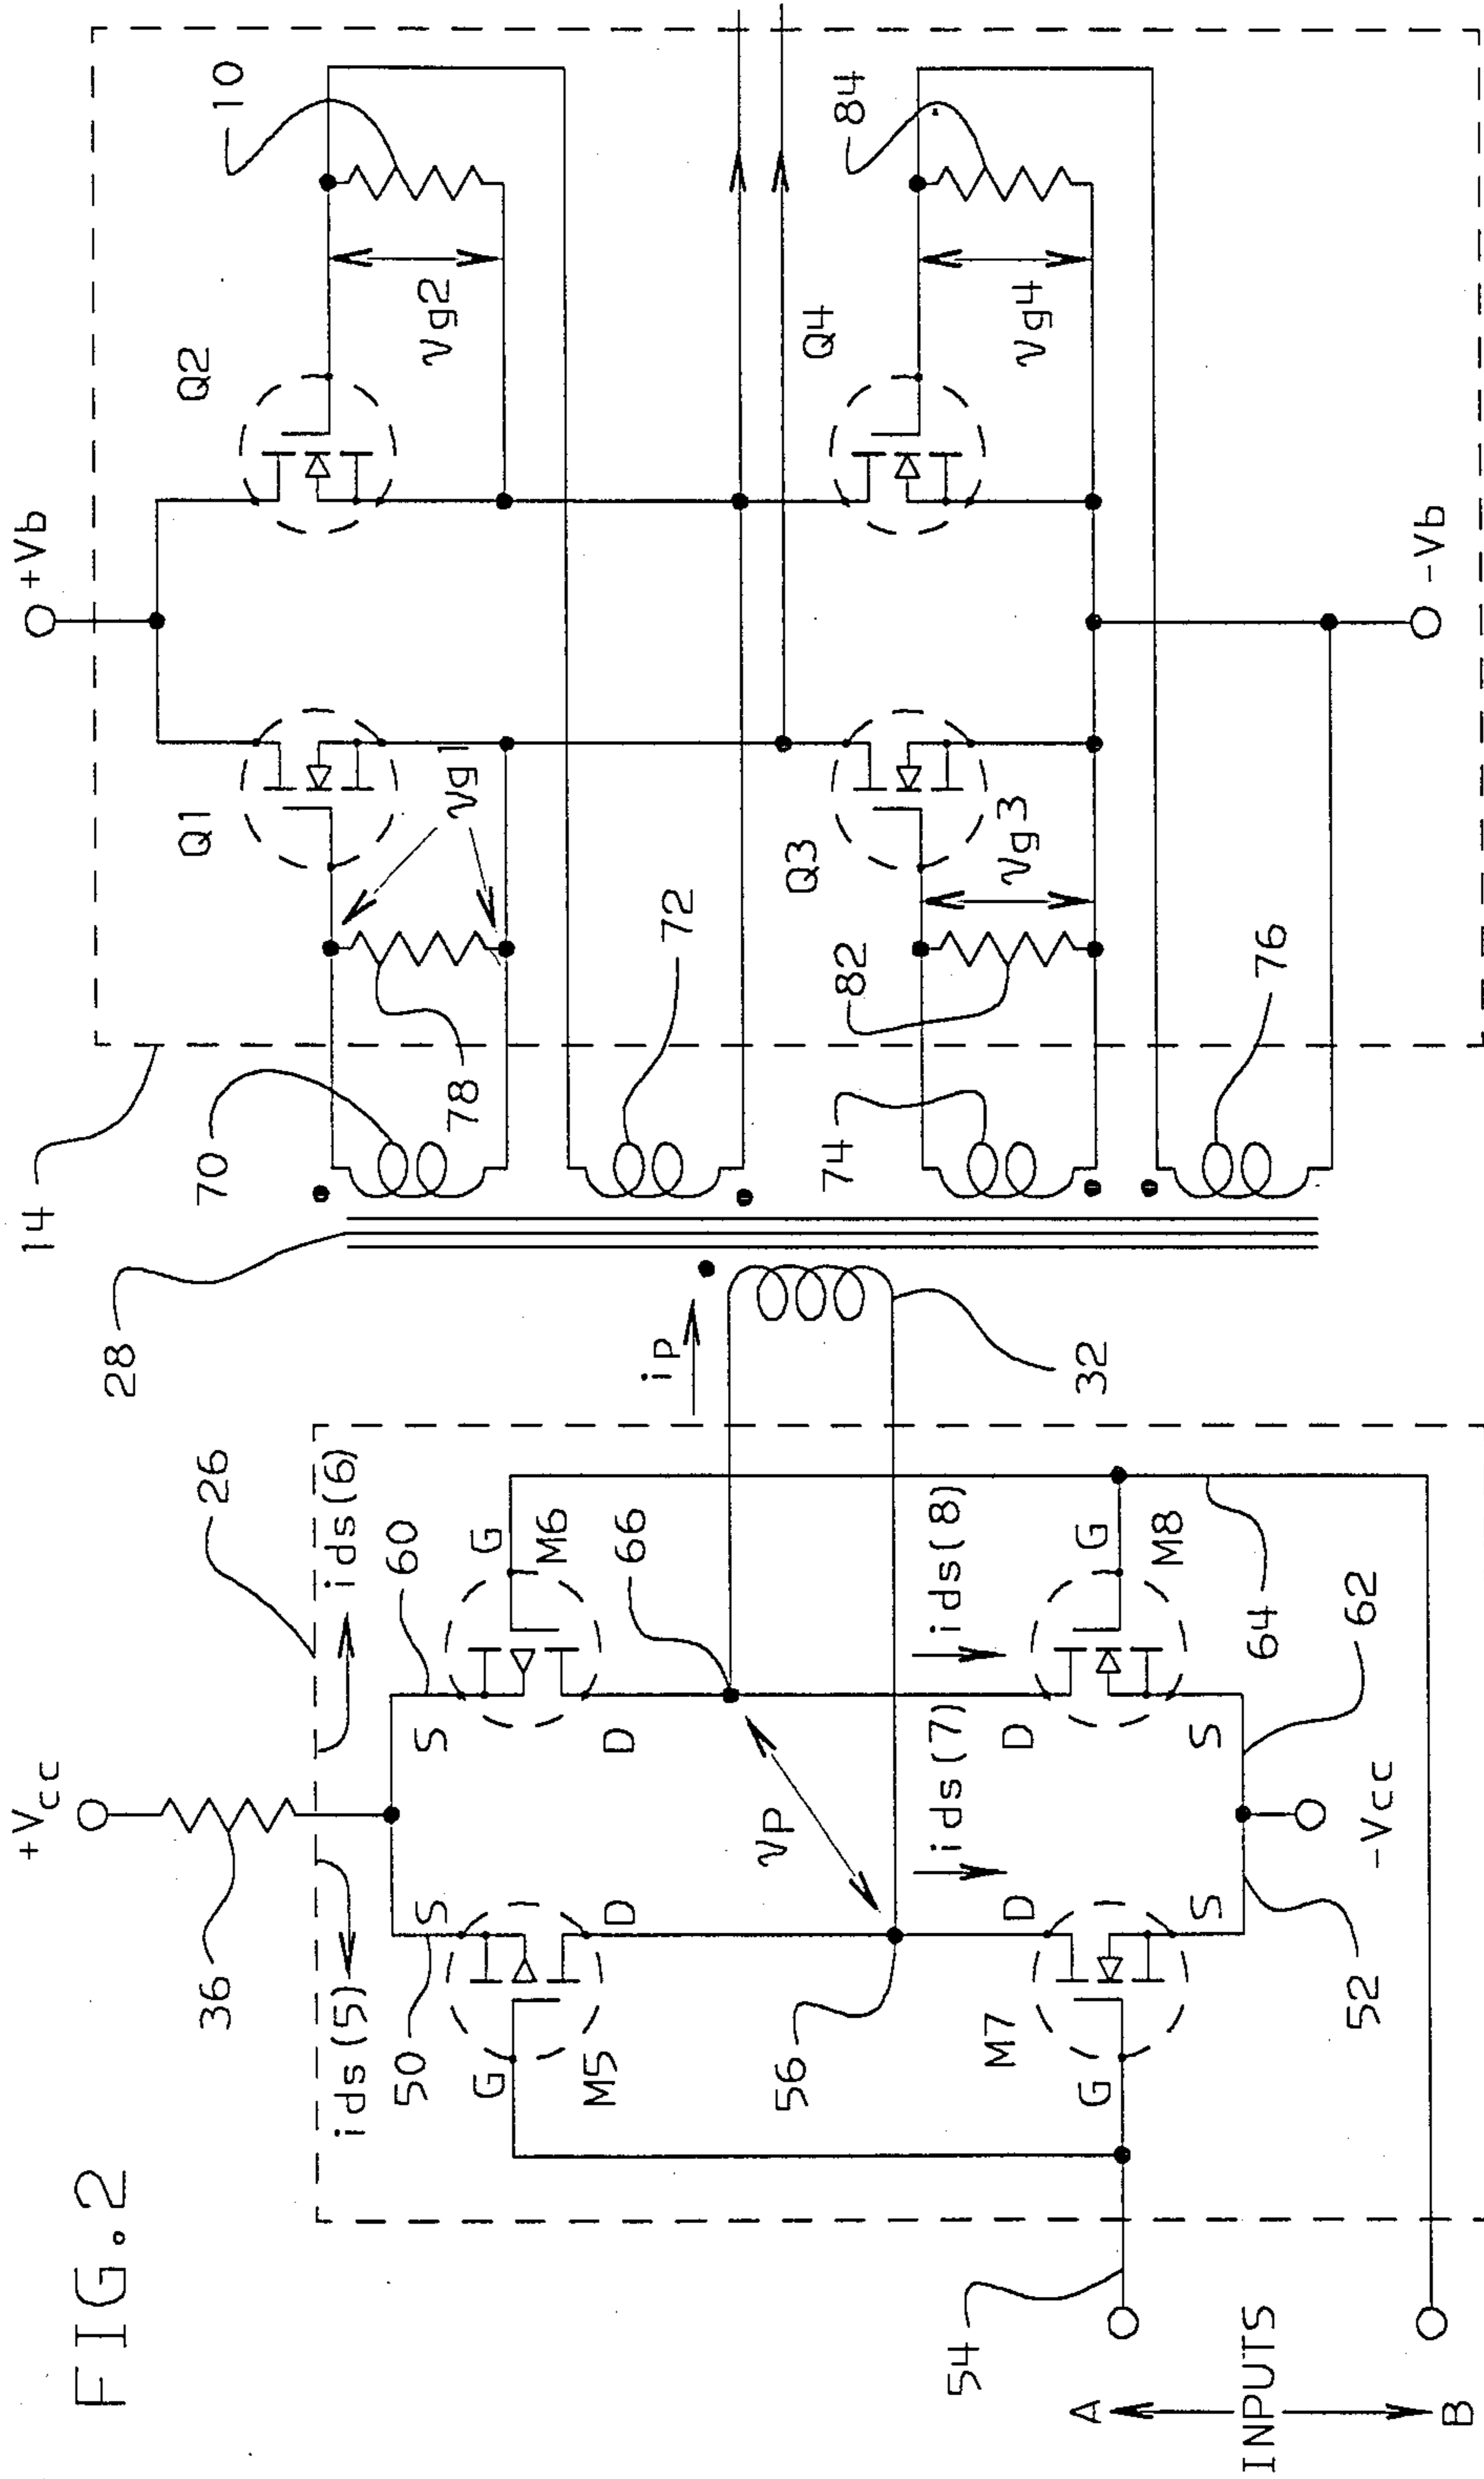 FIG.2
+Vcc
36
26
ids(5)
ids(6)
50
60
S
S
G
G
M5
M6
D
D
66
56
vP
iP
32
28
ids(7)
ids(8)
D
D
M7
M8
G
G
S
S
64
52
62
-Vcc
54
A
INPUTS
B
14
+Vb
Q1
Q2
10
70
78
vg1
vg2
72
74
82
Q3
Q4
84
vg3
vg4
76
-Vb